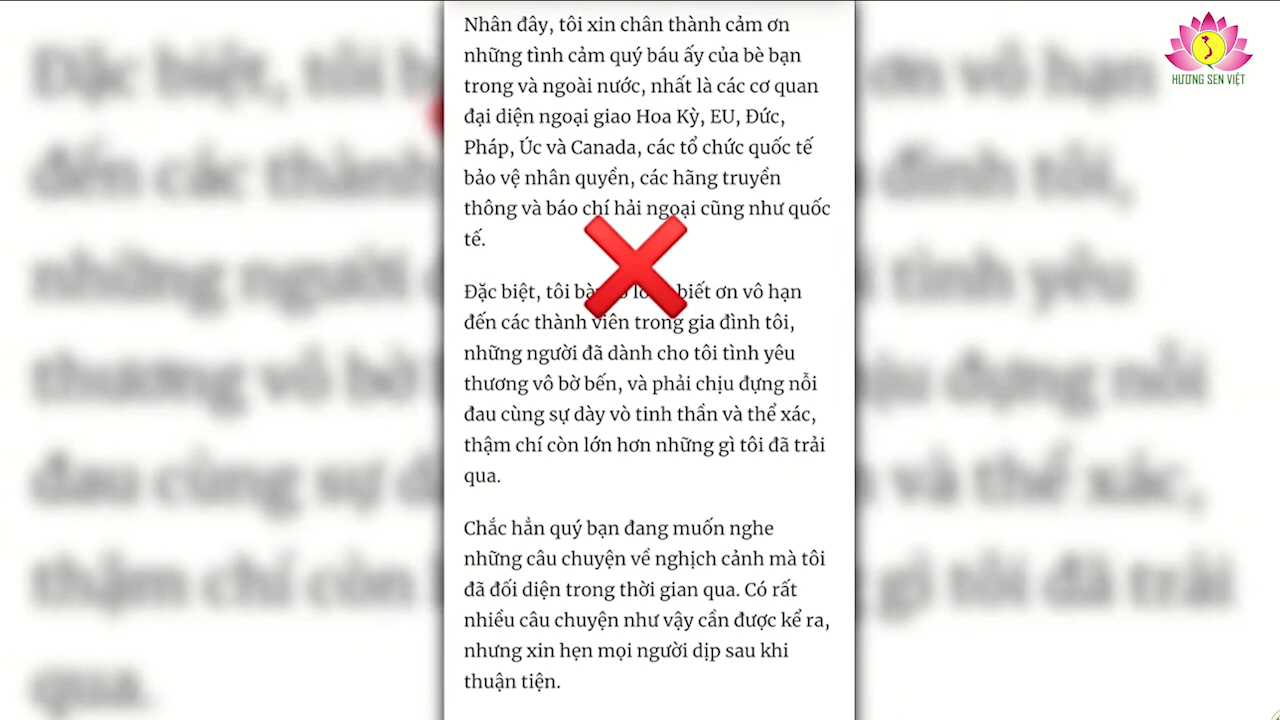 Nhân đây, tôi xin chân thành cảm ơn
những tình cảm quý báu ấy của bè bạn
trong và ngoài nước, nhất là các cơ quan
đại diện ngoại giao Hoa Kỳ, EU, Đức,
Pháp, Úc và Canada, các tổ chức quốc tế
bảo vệ nhân quyền, các hãng truyền
thông và báo chí hải ngoại cũng như quốc
tế.
Đặc biệt, tôi biết ơn vô hạn
đến các thành viên trong gia đình tôi,
những người đã dành cho tôi tình yêu
thương vô bờ bến, và phải chịu đựng nỗi
đau cùng sự dày vò tinh thần và thể xác,
thậm chí còn lớn hơn những gì tôi đã trải
qua.
Chắc hẳn quý bạn đang muốn nghe
những câu chuyện về nghịch cảnh mà tôi
đã đối diện trong thời gian qua. Có rất
nhiều câu chuyện như vậy cần được kể ra,
nhưng xin hẹn mọi người dịp sau khi
thuận tiện.
HƯƠNG SEN VIỆT